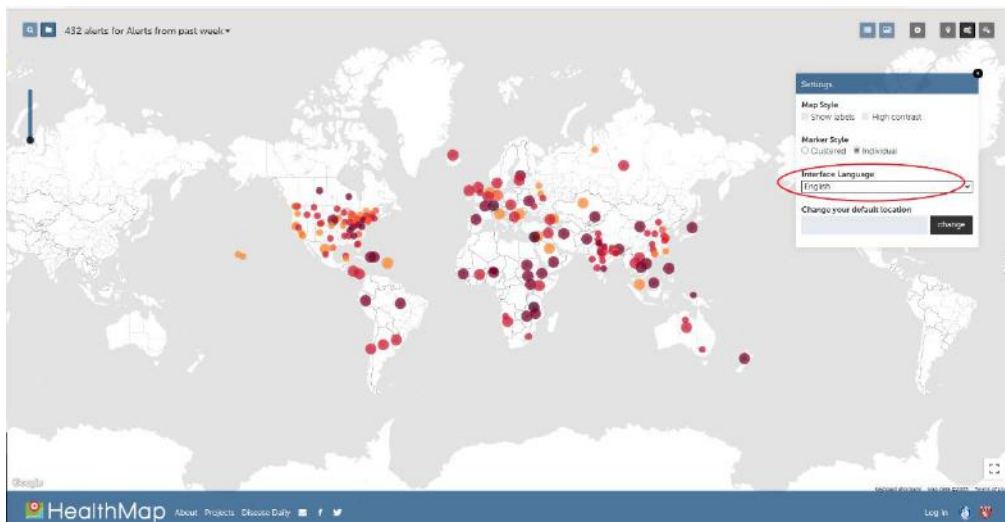 432 alerts for Alerts from past week
Settings
Map Style
Show labels High contrast
Marker Style
Clustered Individual
Interface Language
English
Change your default location
change
Google
HealthMap About Projects Disease Daily Log In